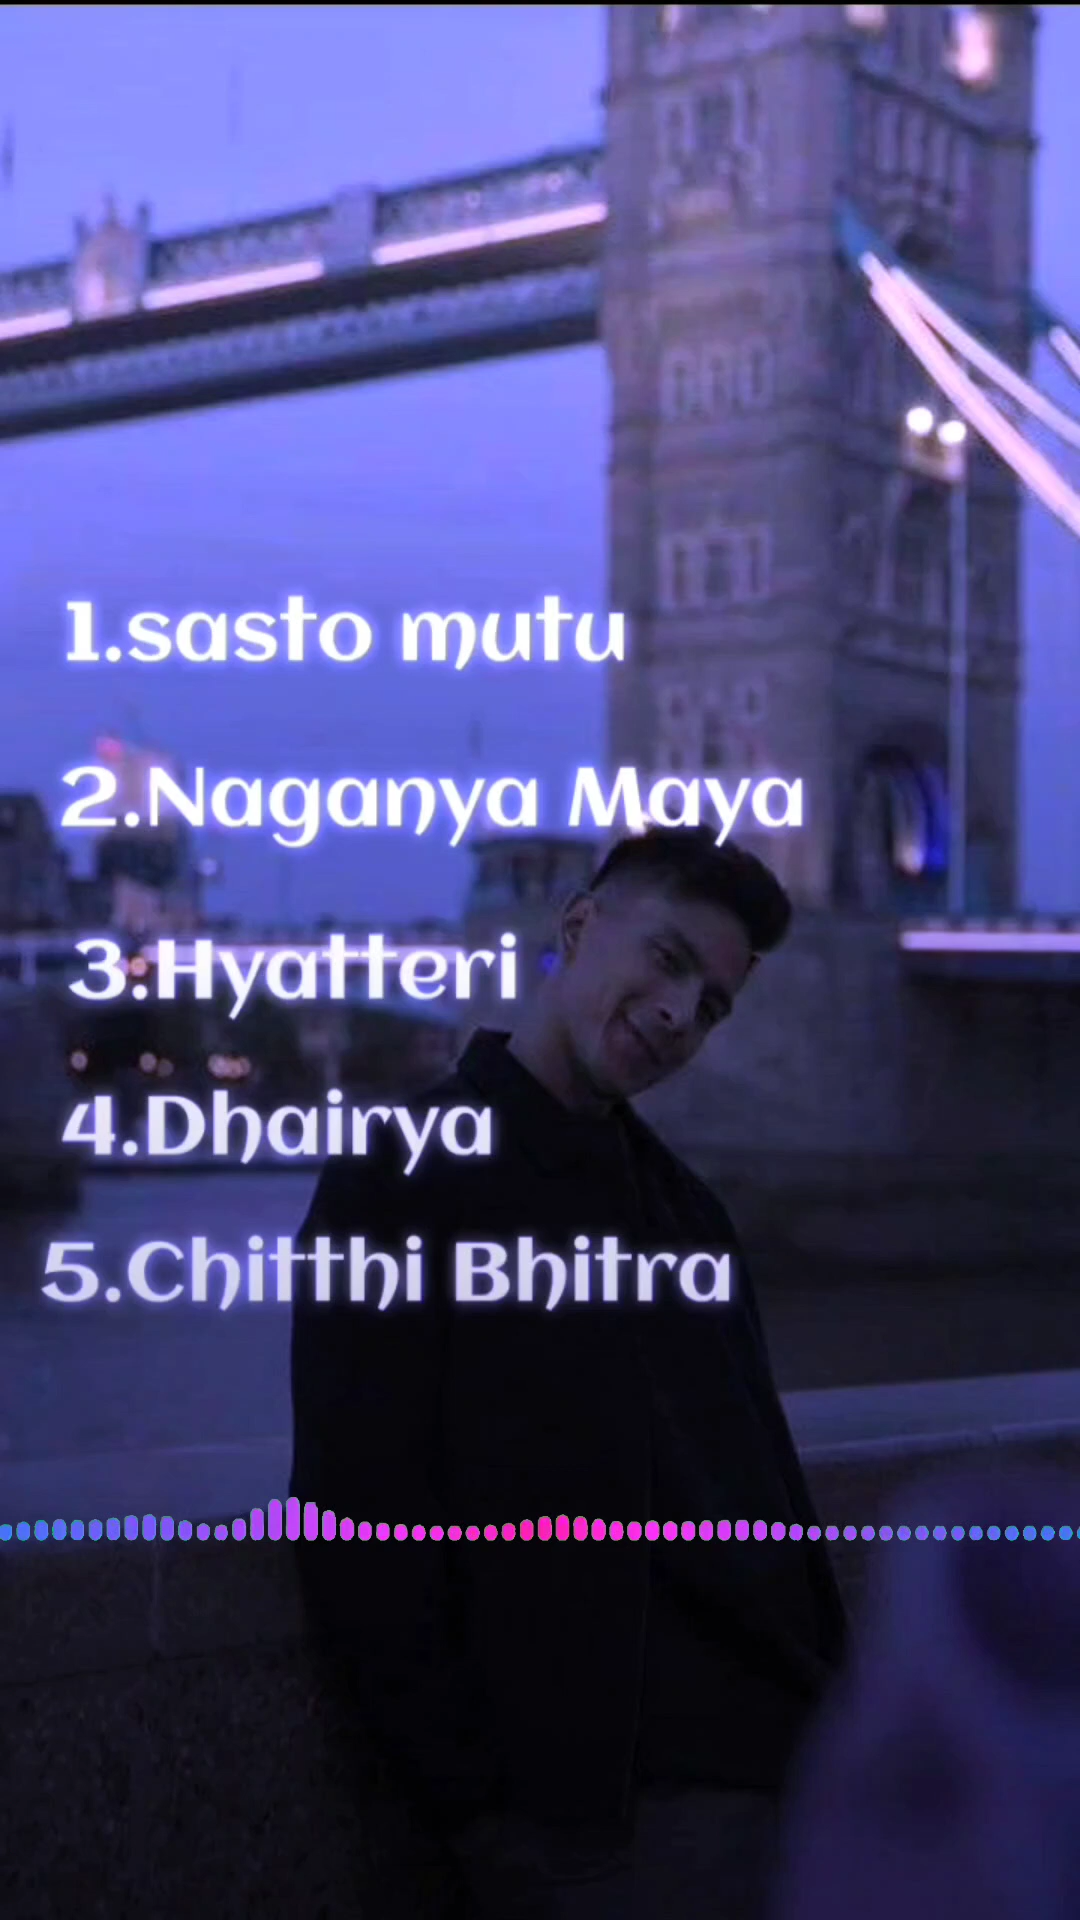 1.sasto mutu
2.Naganya Maya
3.Hyatteri
4.Dhairya
5.Chitthi Bhitra